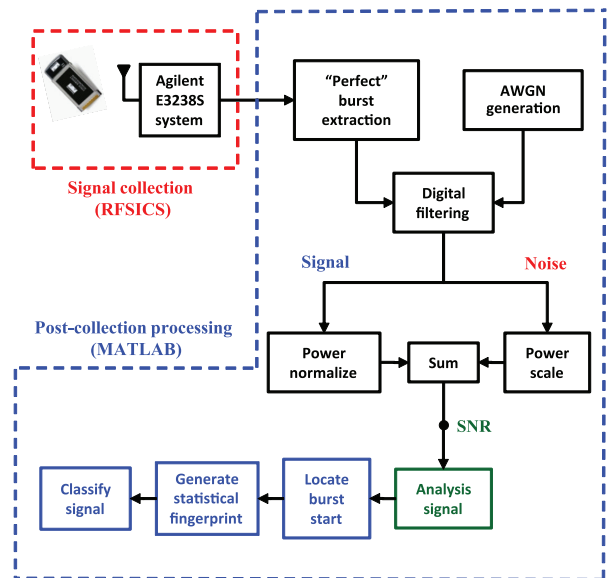 Agilent
E3238S
system
"Perfect"
burst
extraction
AWGN
generation
Signal collection
(RFSICS)
Digital
filtering
Signal
Noise
Post-collection processing
(MATLAB)
Power
normalize
Sum
Power
scale
SNR
Classify
signal
Generate
statistical
fingerprint
Locate
burst
start
Analysis
signal